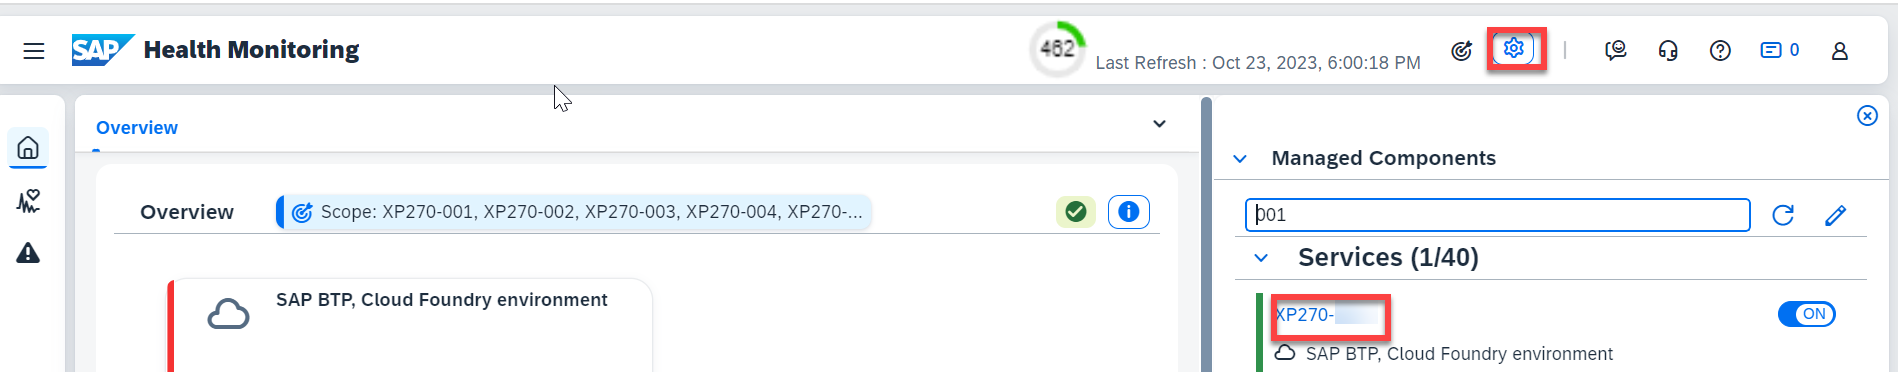 SAP Health Monitoring
462
Last Refresh : Oct 23, 2023, 6:00:18 PM
0
Overview
Overview
Scope: XP270-001, XP270-002, XP270-003, XP270-004, XP270-...
SAP BTP, Cloud Foundry environment
Managed Components
001
Services (1/40)
XP270-
ON
SAP BTP, Cloud Foundry environment